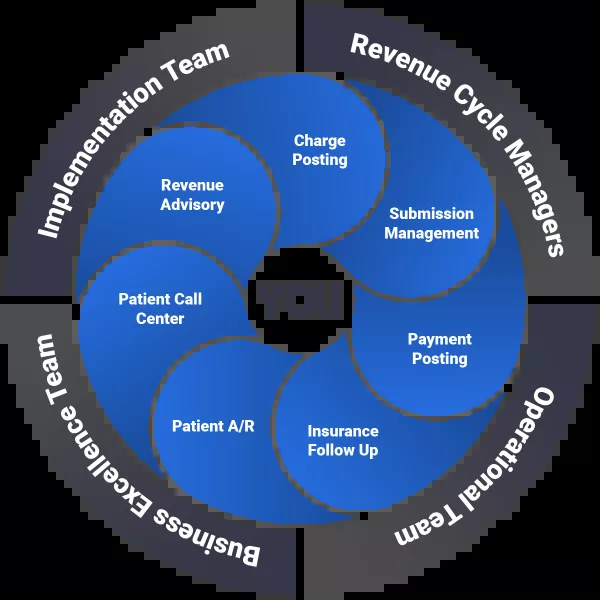 Implementation Team
Revenue Cycle Managers
Charge
Posting
Revenue
Advisory
Submission
Management
Patient Call
Center
YOU
Payment
Posting
Patient A/R
Insurance
Follow Up
Business Excellence Team
Operational Team